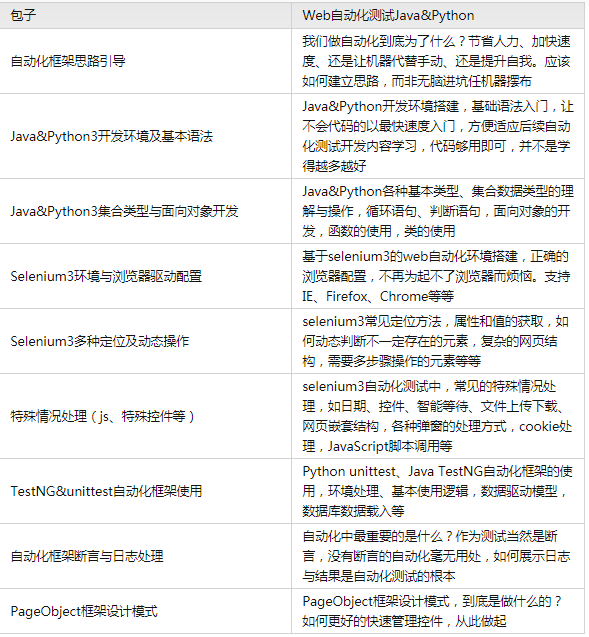 包子
Web自动化测试Java&Python
自动化框架思路引导
我们做自动化到底为了什么？节省人力、加快速
度、还是让机器代替手动、还是提升自我。应该
如何建立思路，而非无脑进坑任机器摆布
Java&Python3开发环境及基本语法
Java&Python开发环境搭建，基础语法入门，让
不会代码的以最快速度入门，方便适应后续自动
化测试开发内容学习，代码够用即可，并不是学
得越多越好
Java&Python3集合类型与面向对象开发
Java&Python各种基本类型、集合数据类型的理
解与操作，循环语句、判断语句，面向对象的开
发，函数的使用，类的使用
Selenium3环境与浏览器驱动配置
基于selenium3的web自动化环境搭建，正确的
浏览器配置，不再为起不了浏览器而烦恼。支持
IE、Firefox、Chrome等等
Selenium3多种定位及动态操作
selenium3常见定位方法，属性和值的获取，如
何动态判断不一定存在的元素，复杂的网页结
构，需要多步骤操作的元素等等
特殊情况处理（js、特殊控件等）
selenium3自动化测试中，常见的特殊情况处
理，如日期、控件、智能等待、文件上传下载、
网页嵌套结构，各种弹窗的处理方式，cookie处
理，JavaScript脚本调用等
TestNG&unittest自动化框架使用
Python unittest、Java TestNG自动化框架的使
用，环境处理、基本使用逻辑，数据驱动模型，
数据库数据载入等
自动化框架断言与日志处理
自动化中最重要的是什么？作为测试当然是断
言，没有断言的自动化毫无用处，如何展示日志
与结果是自动化测试的根本
PageObject框架设计模式
PageObject框架设计模式，到底是做什么的？
如何更好的快速管理控件，从此做起